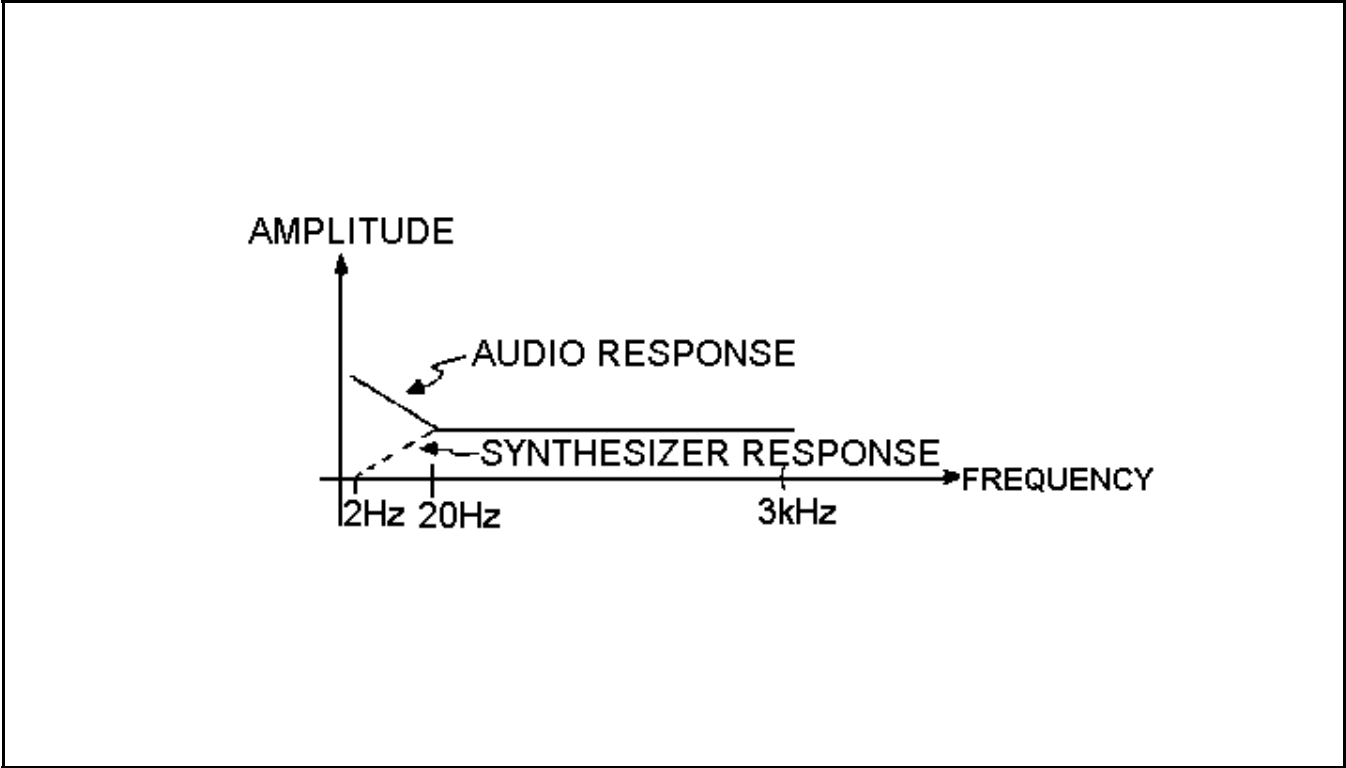 AMPLITUDE
AUDIO RESPONSE
SYNTHESIZER RESPONSE
FREQUENCY
2Hz 20Hz 3kHz